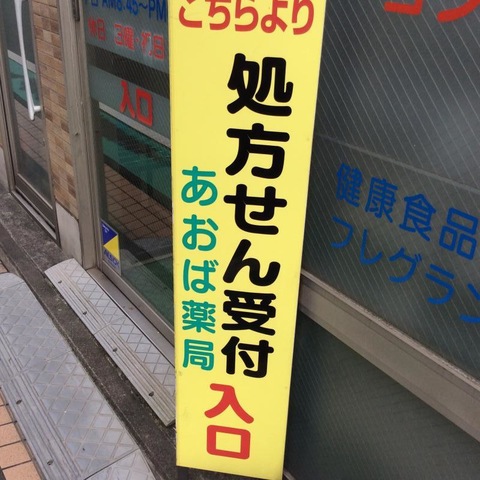 こちらより
処方せん受付
あおば薬局
入口
入口
健康食品
フレグラン